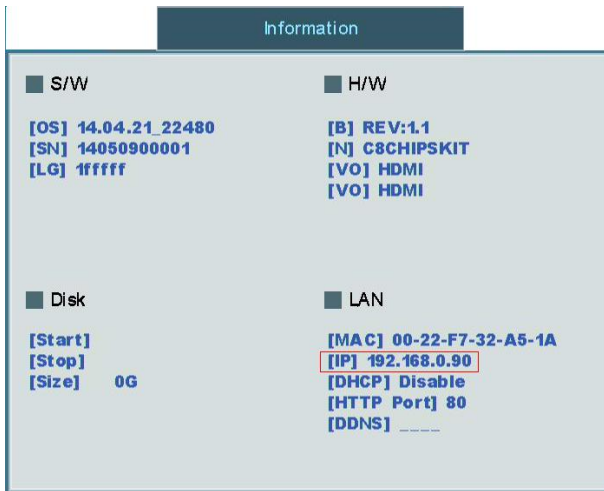 Information
S/W
[OS] 14.04.21_22480
[SN] 14050900001
[LG] 1fffff
H/W
[B] REV:1.1
[N] C8CHIPSKIT
[VO] HDMI
[VO] HDMI
Disk
[Start]
[Stop]
[Size] 0G
LAN
[MAC] 00-22-F7-32-A5-1A
[IP] 192.168.0.90
[DHCP] Disable
[HTTP Port] 80
[DDNS] ____